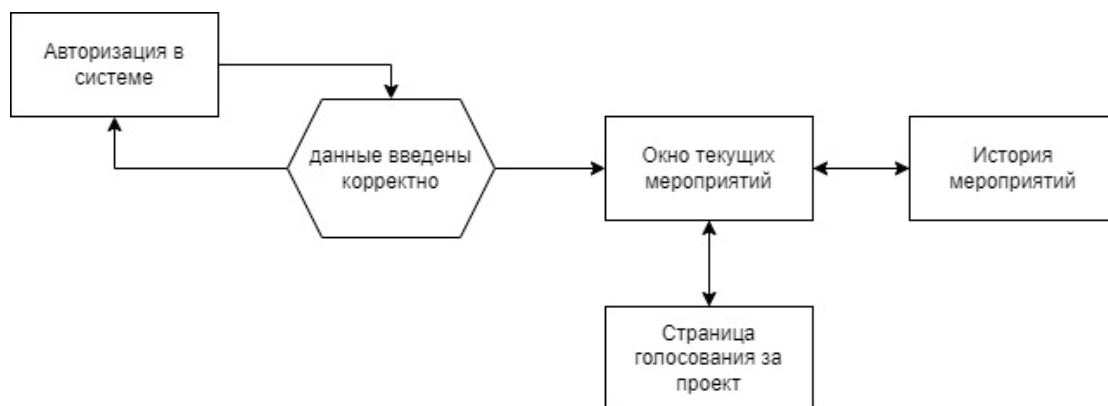 Авторизация в
системе
данные введены
корректно
Окно текущих
мероприятий
История
мероприятий
Страница
голосования за
проект